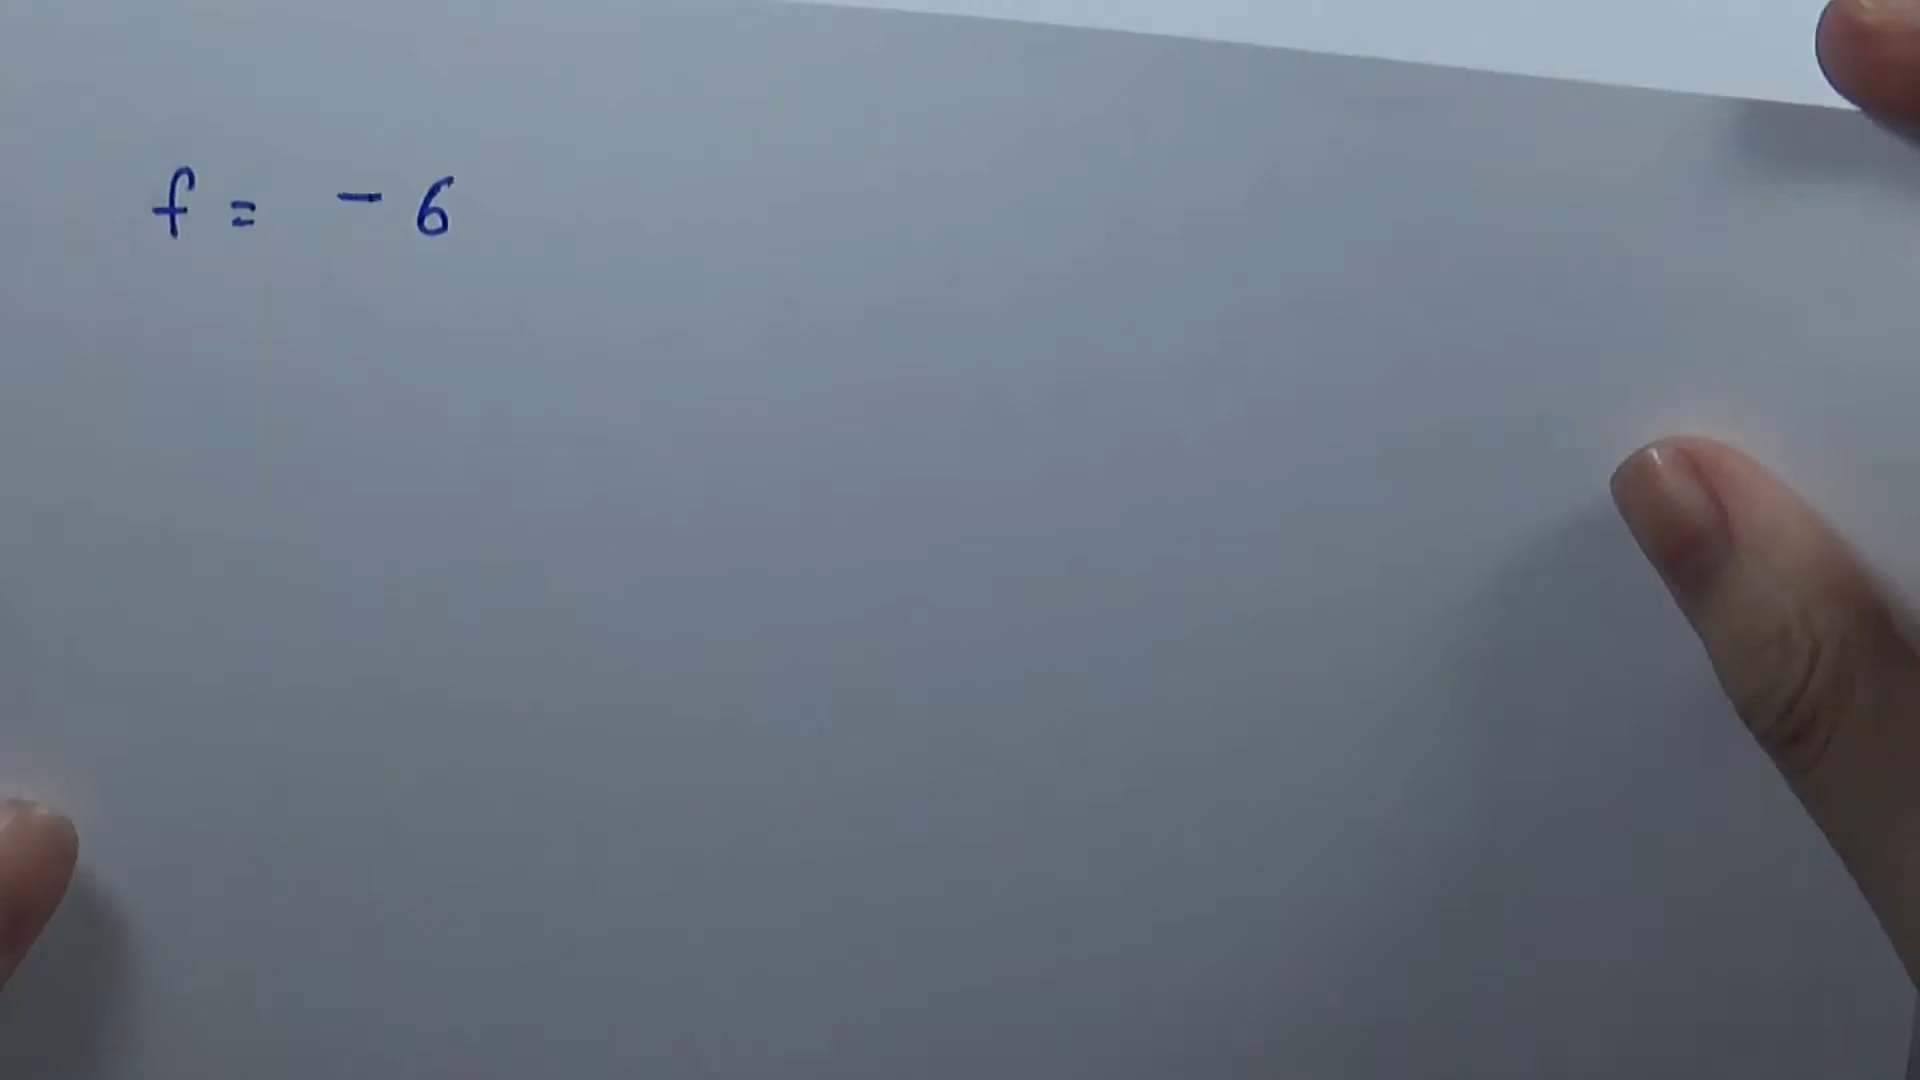 f = - 6